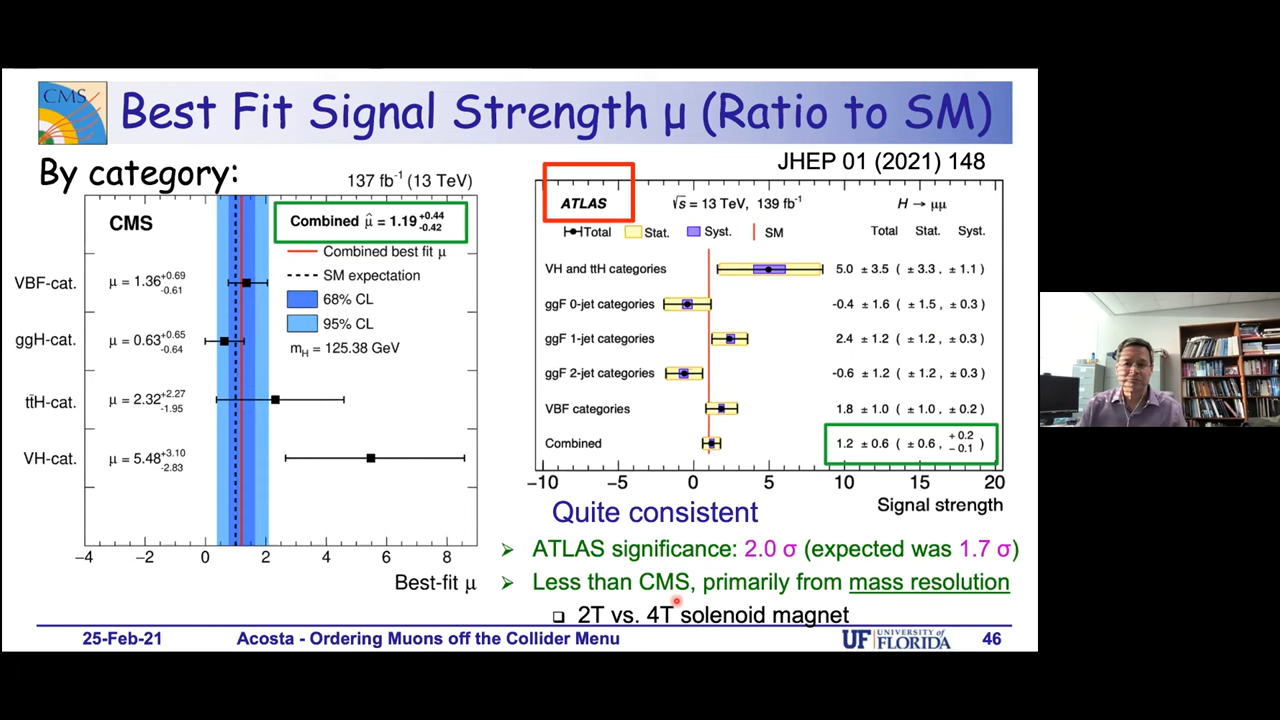 CMS
Best Fit Signal Strength μ (Ratio to SM)
By category:
JHEP 01 (2021) 148
137 fb⁻¹ (13 TeV)
CMS
Combined μ̂ = 1.19 +0.44 -0.42
Combined best fit μ
SM expectation
68% CL
95% CL
m_H = 125.38 GeV
VBF-cat. μ = 1.36 +0.69 -0.61
ggH-cat. μ = 0.63 +0.65 -0.64
tt̄H-cat. μ = 2.32 +2.27 -1.95
VH-cat. μ = 5.48 +3.10 -2.83
−4 −2 0 2 4 6 8
Best-fit μ
ATLAS √s = 13 TeV, 139 fb⁻¹ H → μμ
Total Stat. Syst. SM Total Stat. Syst.
VH and ttH categories 5.0 ± 3.5 ( ± 3.3 , ± 1.1 )
ggF 0-jet categories -0.4 ± 1.6 ( ± 1.5 , ± 0.3 )
ggF 1-jet categories 2.4 ± 1.2 ( ± 1.2 , ± 0.3 )
ggF 2-jet categories -0.6 ± 1.2 ( ± 1.2 , ± 0.3 )
VBF categories 1.8 ± 1.0 ( ± 1.0 , ± 0.2 )
Combined 1.2 ± 0.6 ( ± 0.6 , + 0.2 − 0.1 )
−10 −5 0 5 10 15 20
Signal strength
Quite consistent
➢ ATLAS significance: 2.0 σ (expected was 1.7 σ)
➢ Less than CMS, primarily from mass resolution
❑ 2T vs. 4T solenoid magnet
25-Feb-21 Acosta - Ordering Muons off the Collider Menu UF UNIVERSITY of FLORIDA 46